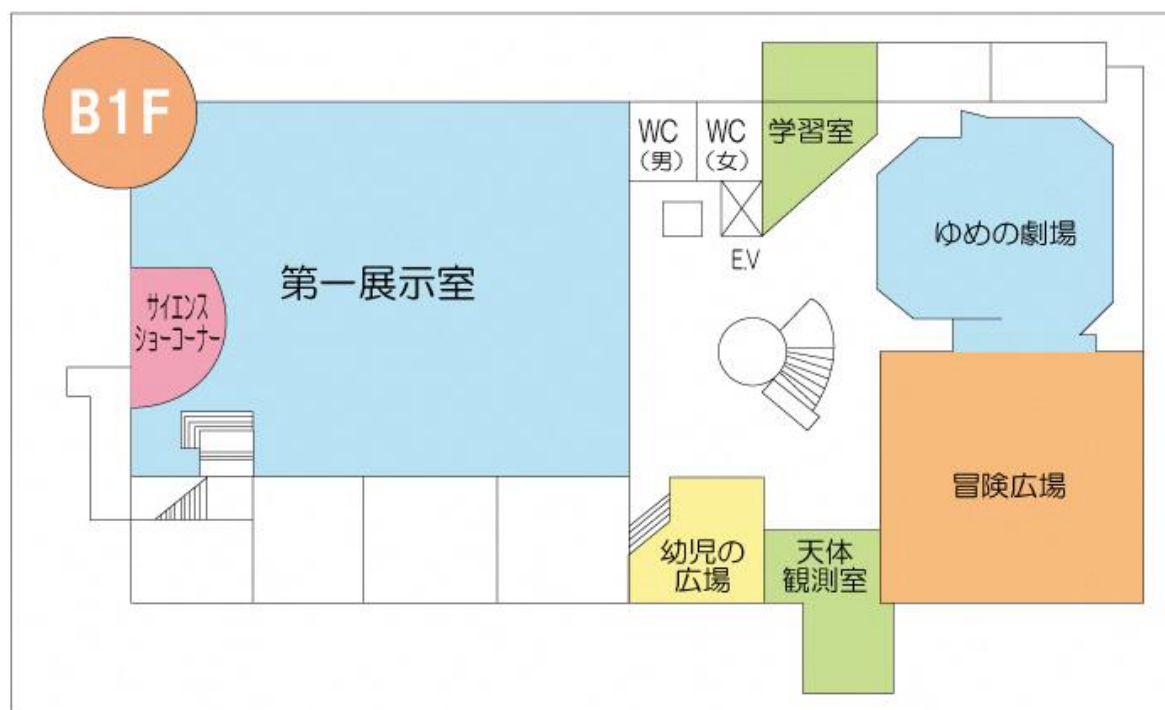 B1F
WC
(男)
WC
(女)
学習室
E.V
ゆめの劇場
第一展示室
サイエンス
ショーコーナー
冒険広場
幼児の
広場
天体
観測室